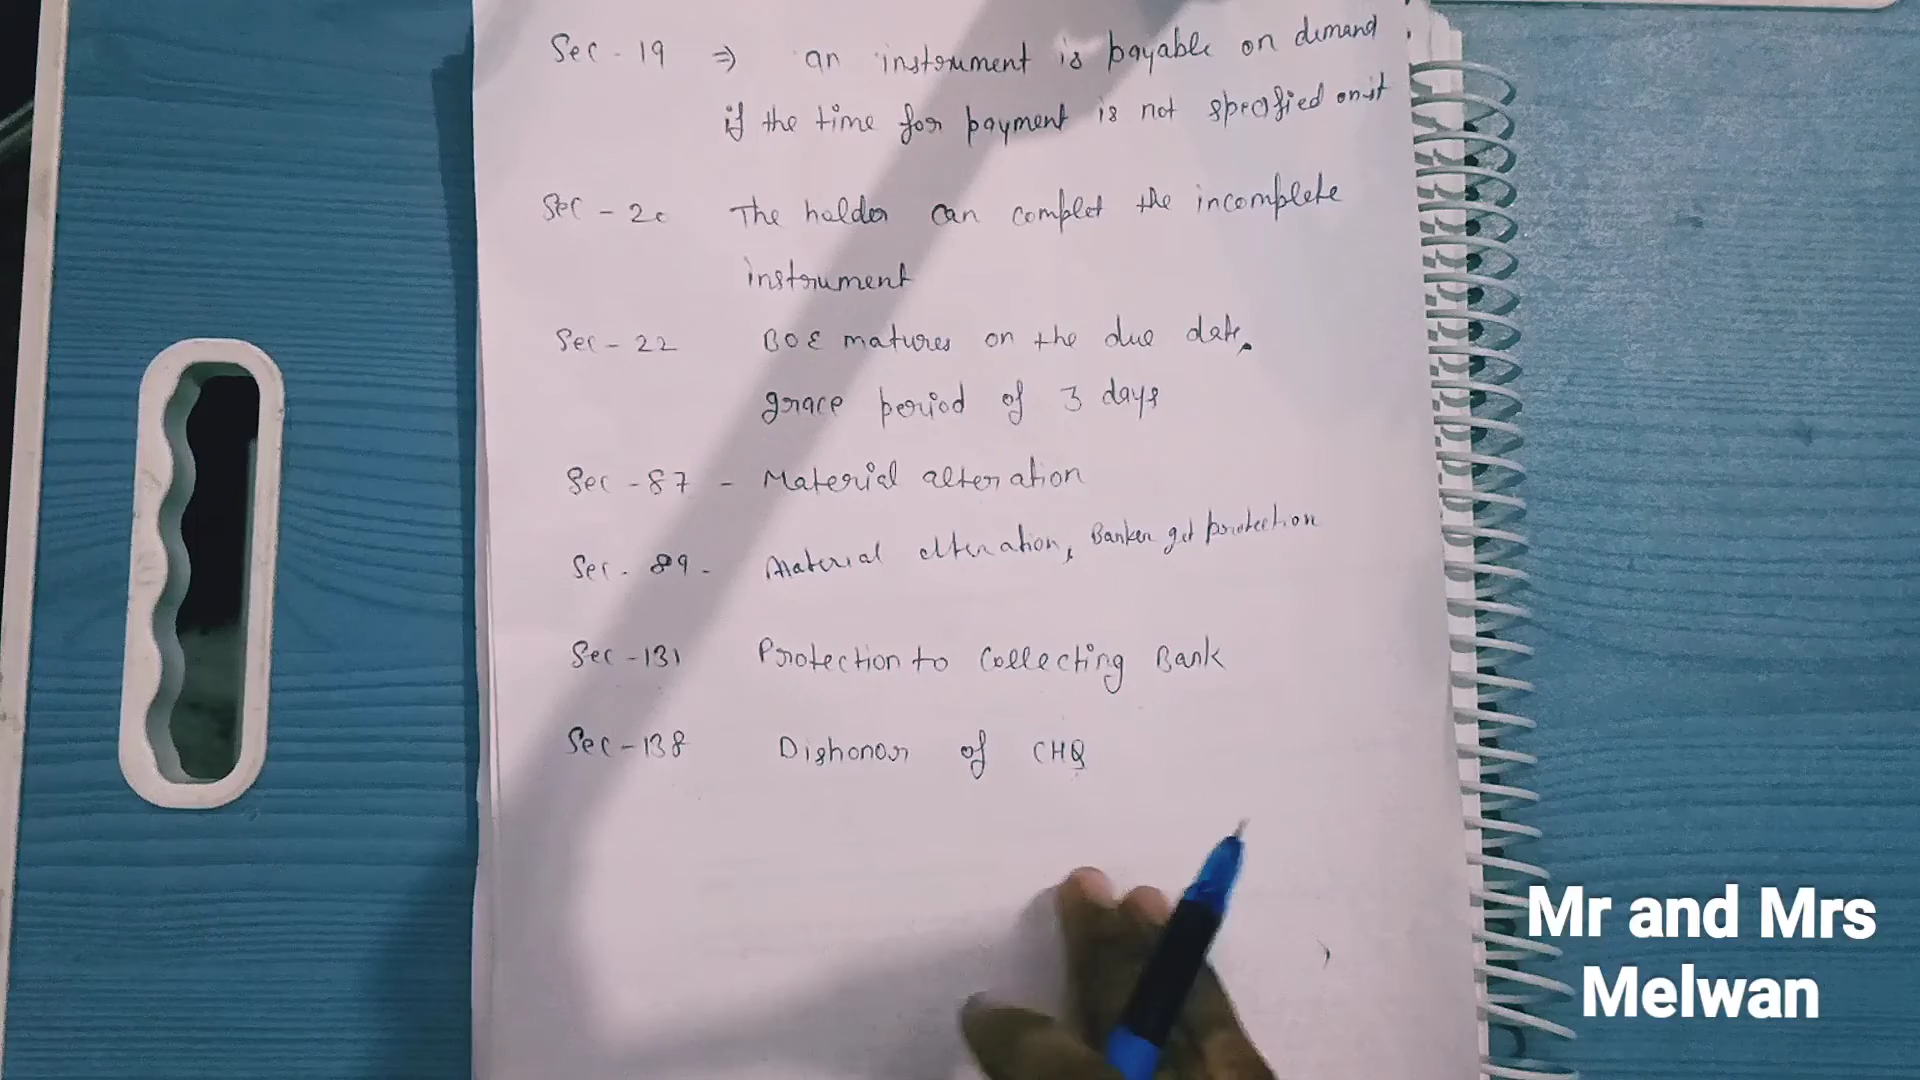 Sec - 19 ⇒ an instrument is payable on demand
if the time for payment is not specified on it
Sec - 20 The holder can complet the incomplete
instrument
Sec - 22 BOE matures on the due date.
grace period of 3 days
Sec - 87 - Material alteration
Sec - 89 - Material alteration, Banker get protection
Sec - 131 Protection to collecting Bank
Sec - 138 Dishonour of CHQ
Mr and Mrs
Melwan